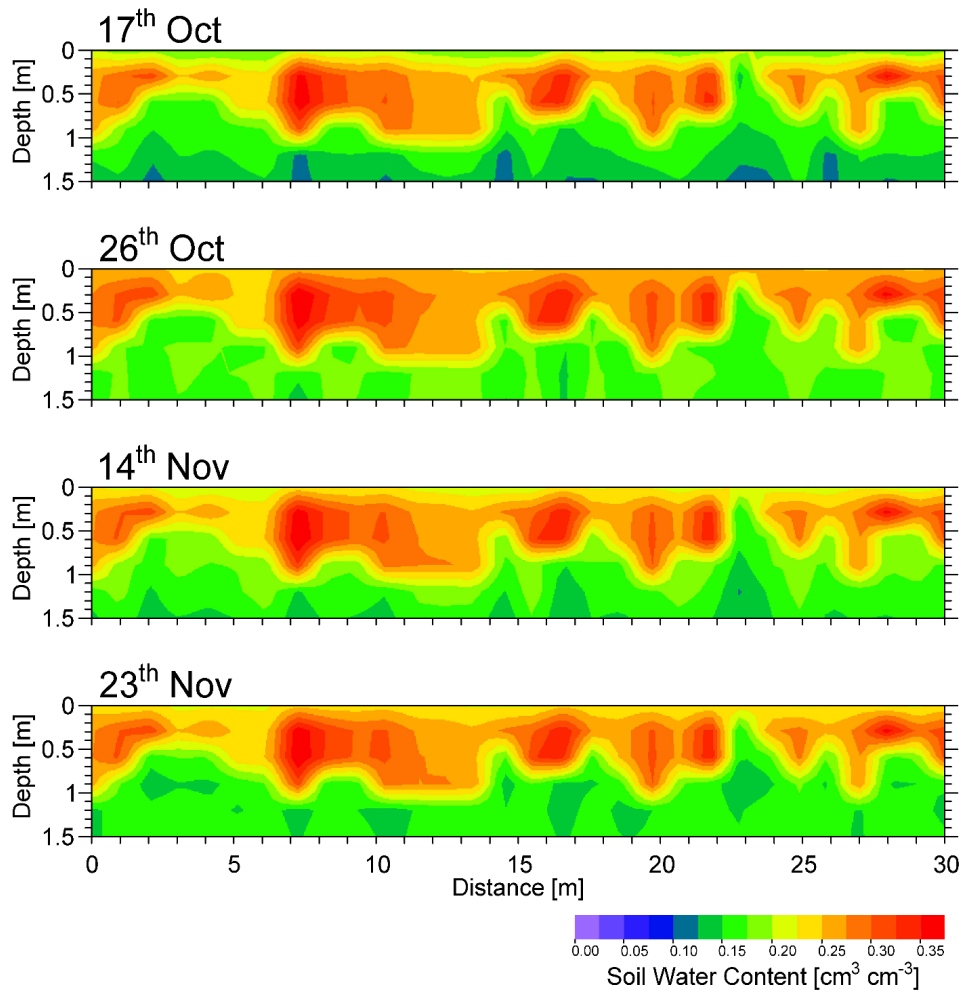 17th Oct
0
0.5
1
1.5
Depth [m]
26th Oct
0
0.5
1
1.5
Depth [m]
14th Nov
0
0.5
1
1.5
Depth [m]
23rd Nov
0
0.5
1
1.5
Depth [m]
0 5 10 15 20 25 30
Distance [m]
0.00 0.05 0.10 0.15 0.20 0.25 0.30 0.35
Soil Water Content [cm³ cm⁻³]